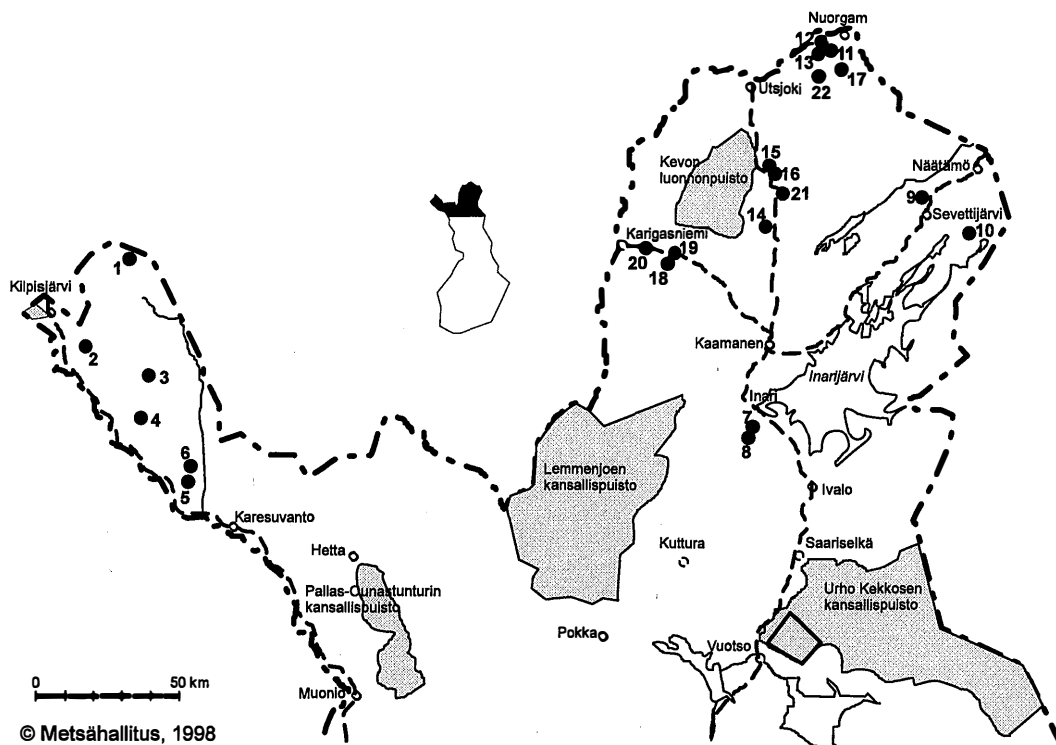 Nuorgam
12
11
13
17
22
Utsjoki
15
Kevon
luonnonpuisto
16
Näätämö
21
9
Sevettijärvi
14
10
Karigasniemi
19
20
18
1
Kilpisjärvi
2
Kaamanen
3
Inarijärvi
4
Inari
7
8
6
5
Lemmenjoen
kansallispuisto
Ivalo
Karesuvanto
Hetta
Kuttura
Saariselkä
Pallas-Ounastunturin
kansallispuisto
Urho Kekkosen
kansallispuisto
Pokka
Vuotso
0 50 km
Muonio
© Metsähallitus, 1998